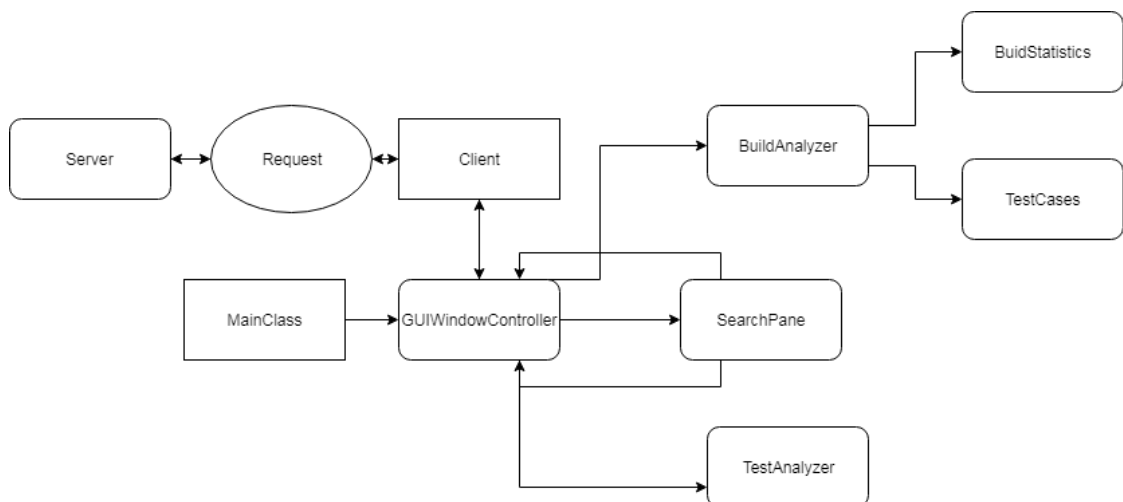 BuidStatistics
BuildAnalyzer
Server
Request
Client
TestCases
MainClass
GUIWindowController
SearchPane
TestAnalyzer